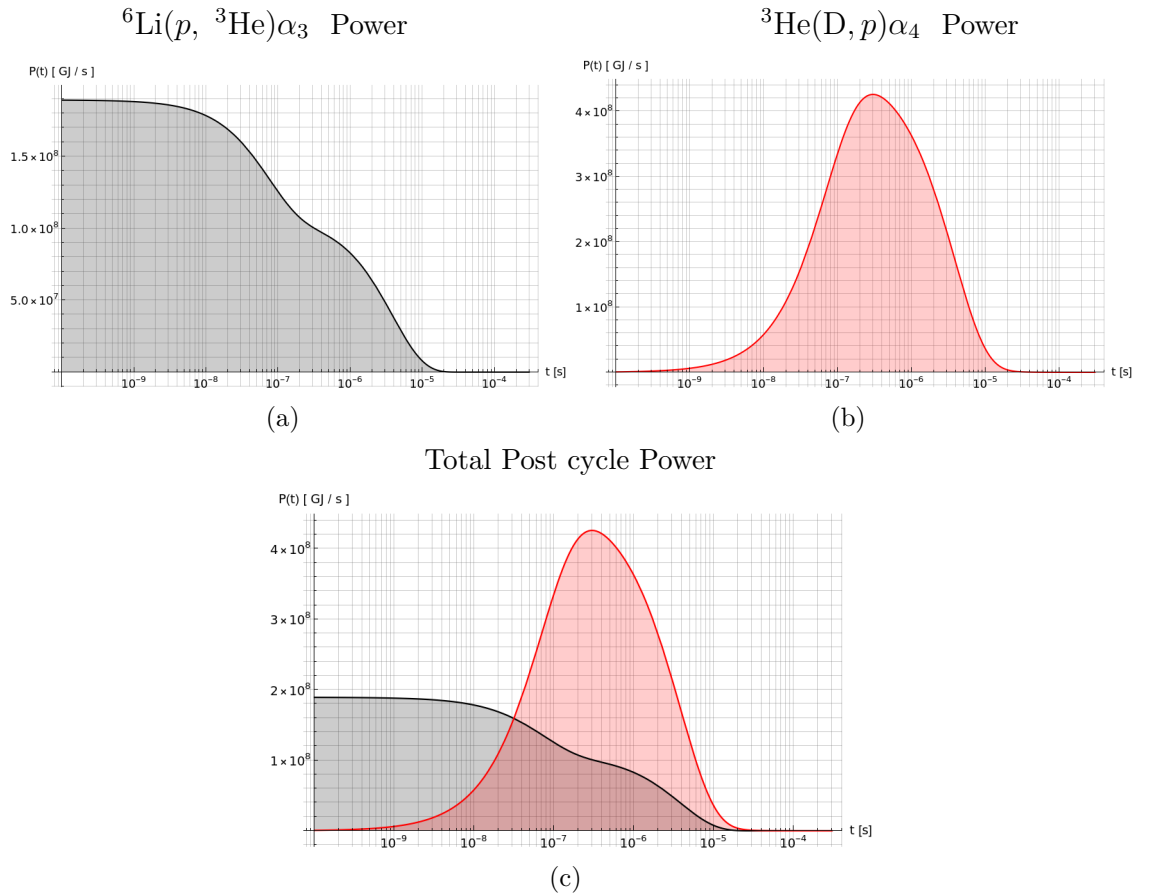 ⁶Li(p, ³He)α₃ Power
P(t) [ GJ / s ]
1.5×10⁸
1.0×10⁸
5.0×10⁷
10⁻⁹ 10⁻⁸ 10⁻⁷ 10⁻⁶ 10⁻⁵ 10⁻⁴ t [s]
(a)
³He(D, p)α₄ Power
P(t) [ GJ / s ]
4×10⁸
3×10⁸
2×10⁸
1×10⁸
10⁻⁹ 10⁻⁸ 10⁻⁷ 10⁻⁶ 10⁻⁵ 10⁻⁴ t [s]
(b)
Total Post cycle Power
P(t) [ GJ / s ]
4×10⁸
3×10⁸
2×10⁸
1×10⁸
10⁻⁹ 10⁻⁸ 10⁻⁷ 10⁻⁶ 10⁻⁵ 10⁻⁴ t [s]
(c)